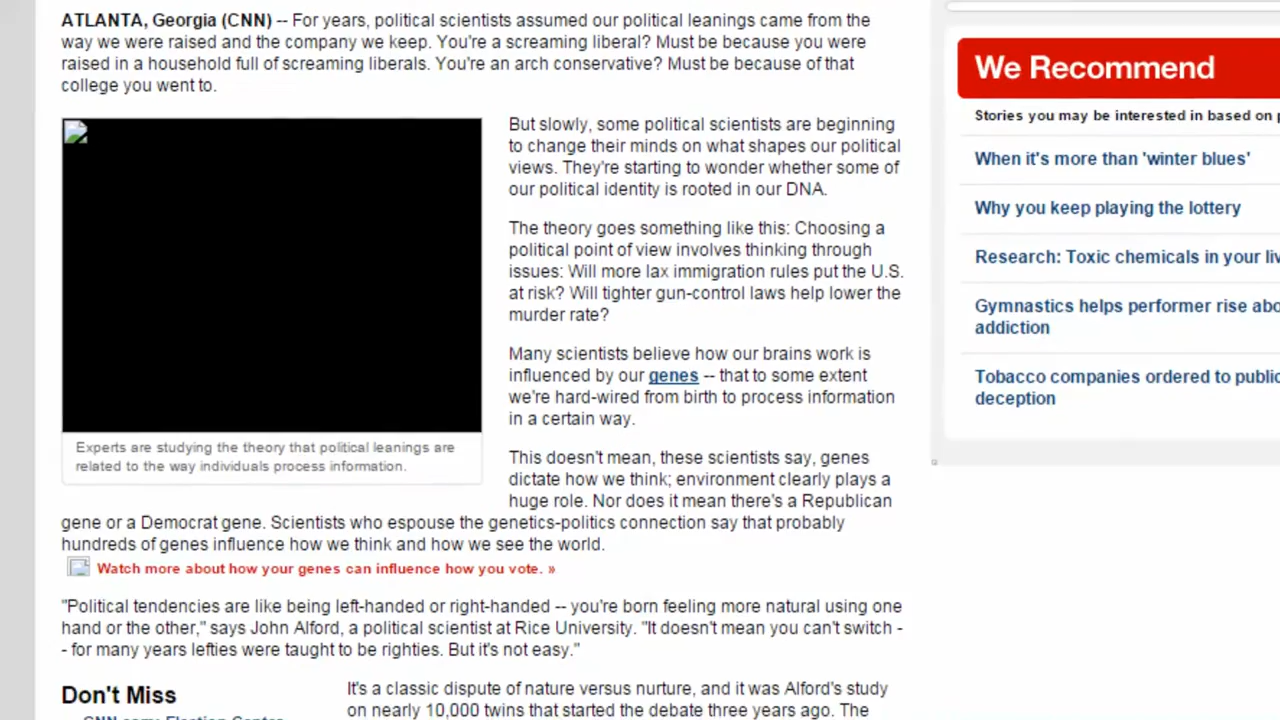 ATLANTA, Georgia (CNN) -- For years, political scientists assumed our political leanings came from the
way we were raised and the company we keep. You're a screaming liberal? Must be because you were
raised in a household full of screaming liberals. You're an arch conservative? Must be because of that
college you went to.
But slowly, some political scientists are beginning
to change their minds on what shapes our political
views. They're starting to wonder whether some of
our political identity is rooted in our DNA.
The theory goes something like this: Choosing a
political point of view involves thinking through
issues: Will more lax immigration rules put the U.S.
at risk? Will tighter gun-control laws help lower the
murder rate?
Many scientists believe how our brains work is
influenced by our genes -- that to some extent
we're hard-wired from birth to process information
in a certain way.
Experts are studying the theory that political leanings are
related to the way individuals process information.
This doesn't mean, these scientists say, genes
dictate how we think; environment clearly plays a
huge role. Nor does it mean there's a Republican
gene or a Democrat gene. Scientists who espouse the genetics-politics connection say that probably
hundreds of genes influence how we think and how we see the world.
Watch more about how your genes can influence how you vote. »
"Political tendencies are like being left-handed or right-handed -- you're born feeling more natural using one
hand or the other," says John Alford, a political scientist at Rice University. "It doesn't mean you can't switch -
- for many years lefties were taught to be righties. But it's not easy."
Don't Miss
CNN.com: Election Center
It's a classic dispute of nature versus nurture, and it was Alford's study
on nearly 10,000 twins that started the debate three years ago. The
We Recommend
Stories you may be interested in based on
When it's more than 'winter blues'
Why you keep playing the lottery
Research: Toxic chemicals in your
Gymnastics helps performer rise
addiction
Tobacco companies ordered to
deception